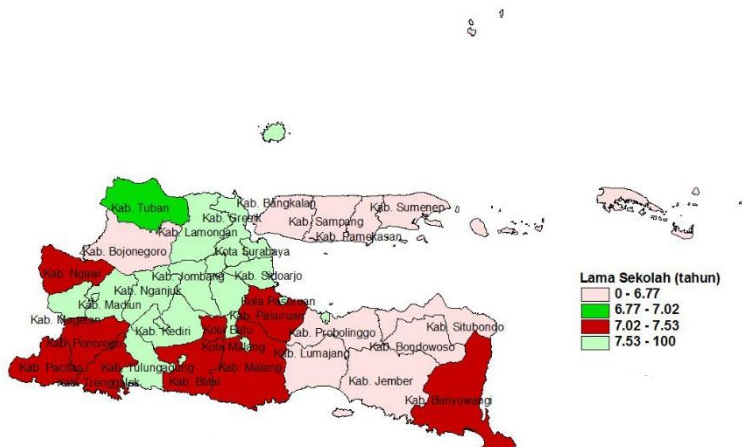 Kab. Bangkalan
Kab. Tuban
Kab. Gresik
Kab. Sumenep
Kab. Sampang
Kab. Lamongan
Kab. Pamekasan
Kab. Bojonegoro
Kota Surabaya
Kab. Ngawi
Kab. Jombang
Kab. Sidoarjo
Kab. Nganjuk
Kab. Madiun
Kota Pasuruan
Kab. Pasuruan
Kab. Magetan
Kab. Kediri
Kota Batu
Kab. Probolinggo
Kab. Situbondo
Kab. Ponorogo
Kota Malang
Kab. Lumajang
Kab. Bondowoso
Kab. Pacitan
Kab. Tulungagung
Kab. Malang
Kab. Trenggalek
Kab. Blitar
Kab. Jember
Kab. Banyuwangi
Lama Sekolah (tahun)
0 - 6.77
6.77 - 7.02
7.02 - 7.53
7.53 - 100